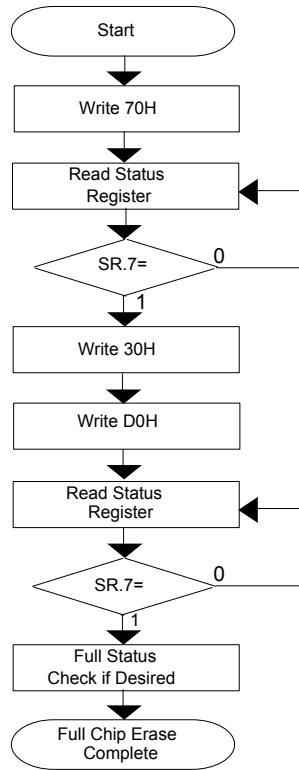 Start
Write 70H
Read Status
Register
SR.7=
0
1
Write 30H
Write D0H
Read Status
Register
SR.7=
0
1
Full Status
Check if Desired
Full Chip Erase
Complete